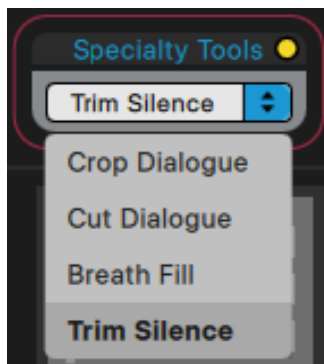 Specialty Tools
Trim Silence
Crop Dialogue
Cut Dialogue
Breath Fill
Trim Silence